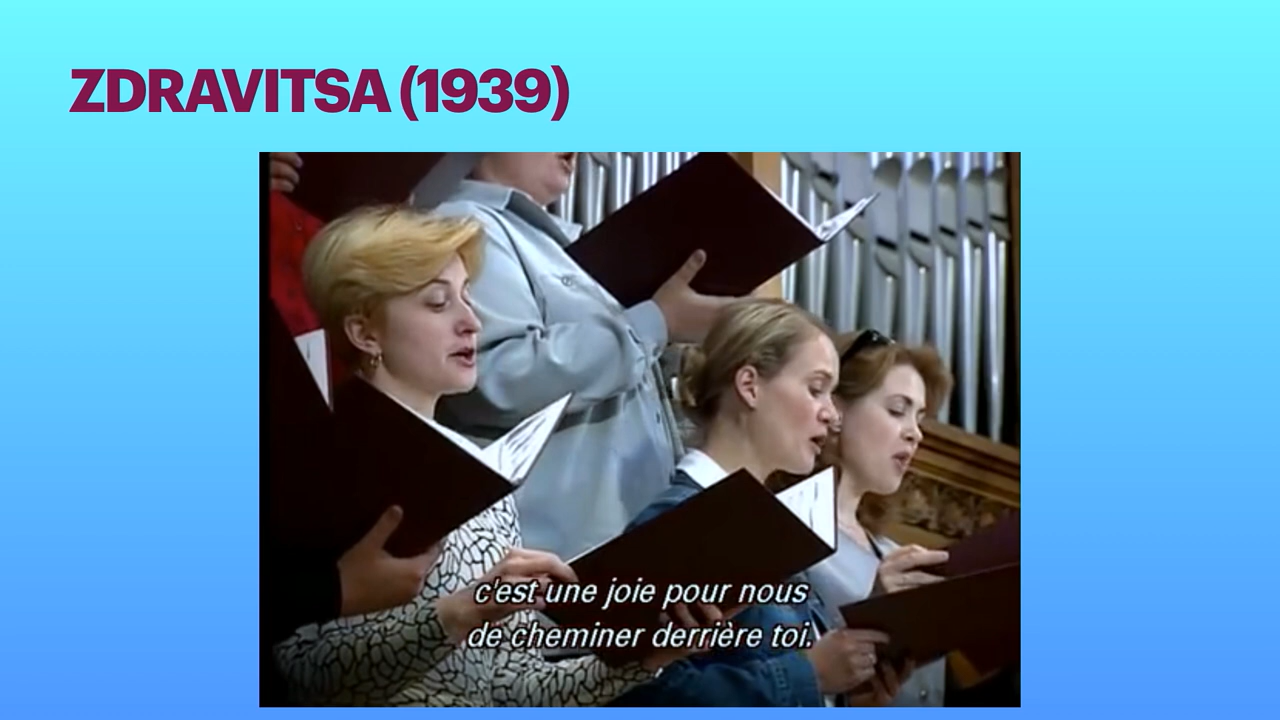 ZDRAVITSA (1939)
c'est une joie pour nous
de cheminer derrière toi.